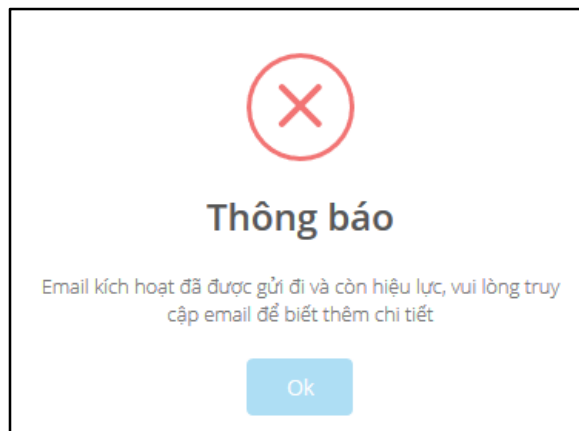 Thông báo
Email kích hoạt đã được gửi đi và còn hiệu lực, vui lòng truy
cập email để biết thêm chi tiết
Ok